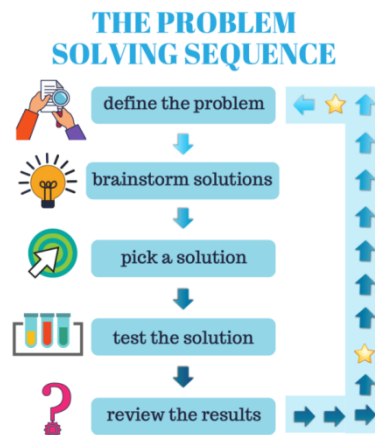 THE PROBLEM
SOLVING SEQUENCE
define the problem
brainstorm solutions
pick a solution
test the solution
review the results